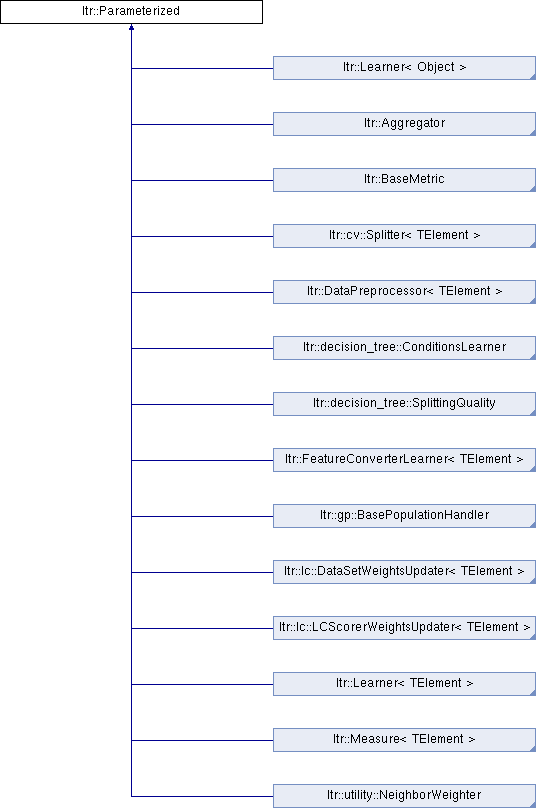 ltr::Parameterized
ltr::Learner< Object >
ltr::Aggregator
ltr::BaseMetric
ltr::cv::Splitter< TElement >
ltr::DataPreprocessor< TElement >
ltr::decision_tree::ConditionsLearner
ltr::decision_tree::SplittingQuality
ltr::FeatureConverterLearner< TElement >
ltr::gp::BasePopulationHandler
ltr::lc::DataSetWeightsUpdater< TElement >
ltr::lc::LCScorerWeightsUpdater< TElement >
ltr::Learner< TElement >
ltr::Measure< TElement >
ltr::utility::NeighborWeighter